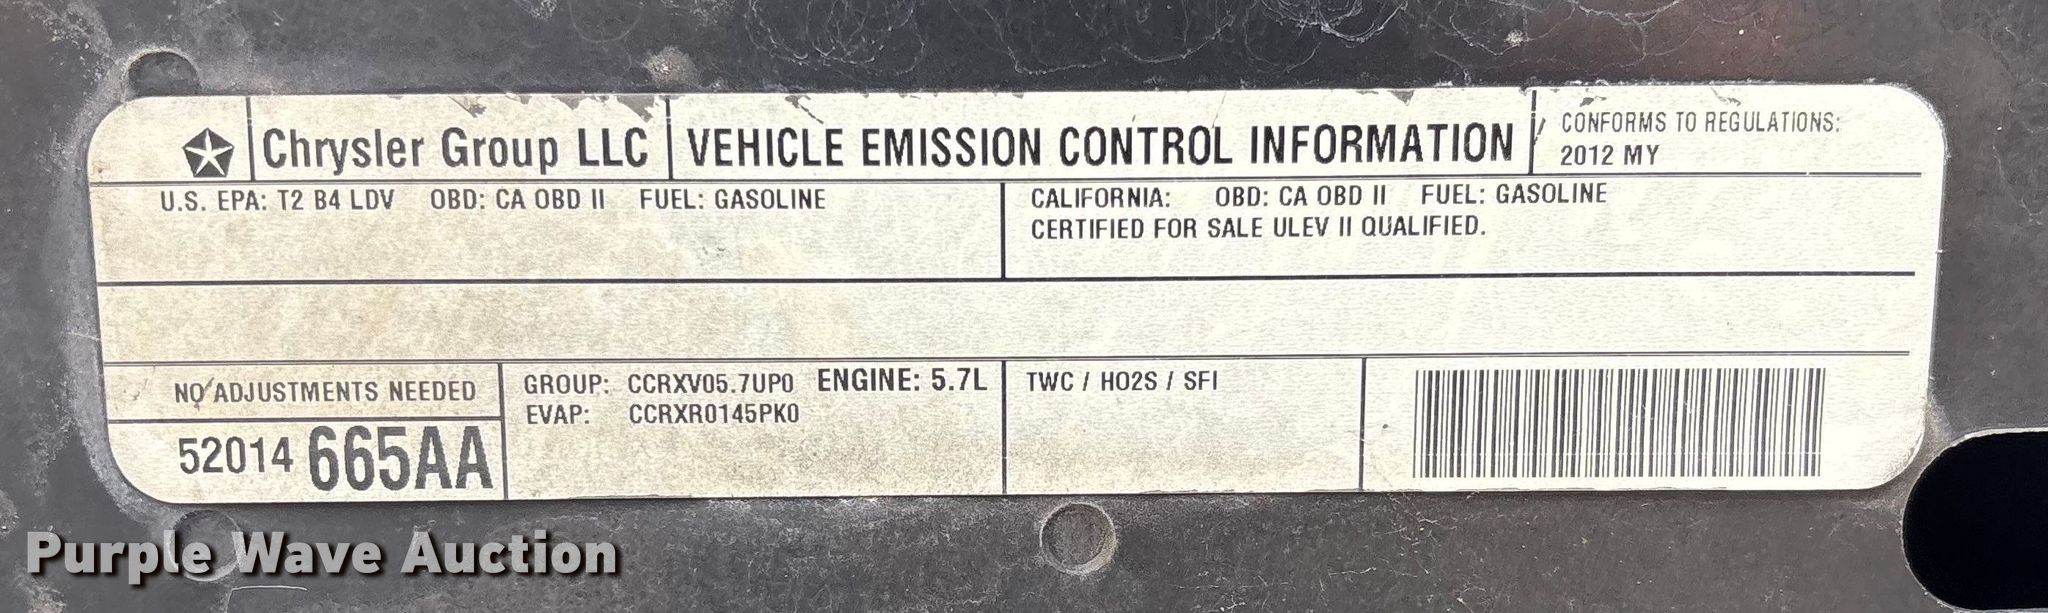 Chrysler Group LLC VEHICLE EMISSION CONTROL INFORMATION
CONFORMS TO REGULATIONS:
2012 MY
U.S. EPA: T2 B4 LDV OBD: CA OBD II FUEL: GASOLINE
CALIFORNIA: OBD: CA OBD II FUEL: GASOLINE
CERTIFIED FOR SALE ULEV II QUALIFIED.
NO ADJUSTMENTS NEEDED
52014 665AA
GROUP: CCRXV05.7UP0 ENGINE: 5.7L
EVAP: CCRXR0145PK0
TWC / HO2S / SFI
Purple Wave Auction